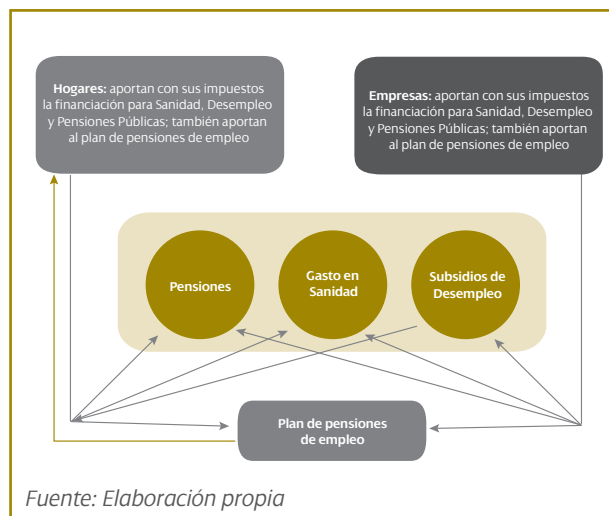 Hogares: aportan con sus impuestos
la financiación para Sanidad, Desempleo
y Pensiones Públicas; también aportan
al plan de pensiones de empleo
Empresas: aportan con sus impuestos
la financiación para Sanidad, Desempleo
y Pensiones Públicas; también aportan
al plan de pensiones de empleo
Pensiones
Gasto en
Sanidad
Subsidios de
Desempleo
Plan de pensiones
de empleo
Fuente: Elaboración propia